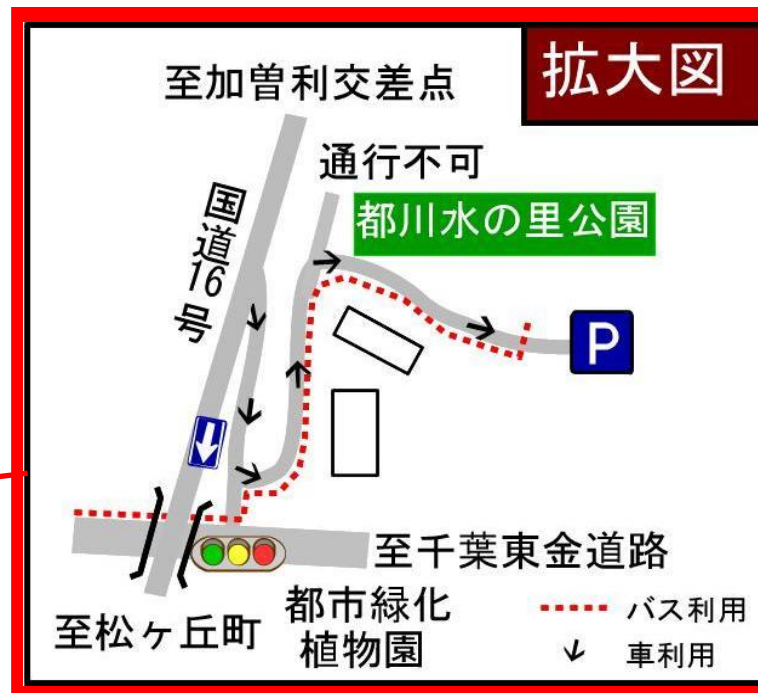 拡大図
至加曽利交差点
通行不可
都川水の里公園
国道16号
P
至千葉東金道路
至松ヶ丘町
都市緑化
植物園
バス利用
車利用